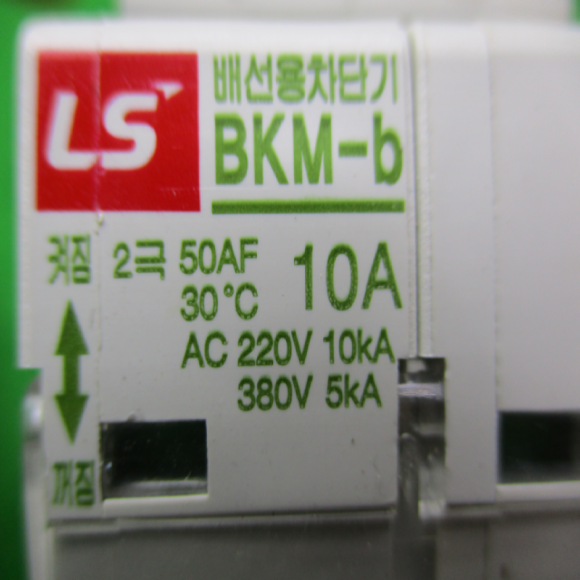 LS
배선용차단기
BKM-b
켜짐
2극 50AF 10A
30℃
AC 220V 10kA
380V 5kA
꺼짐